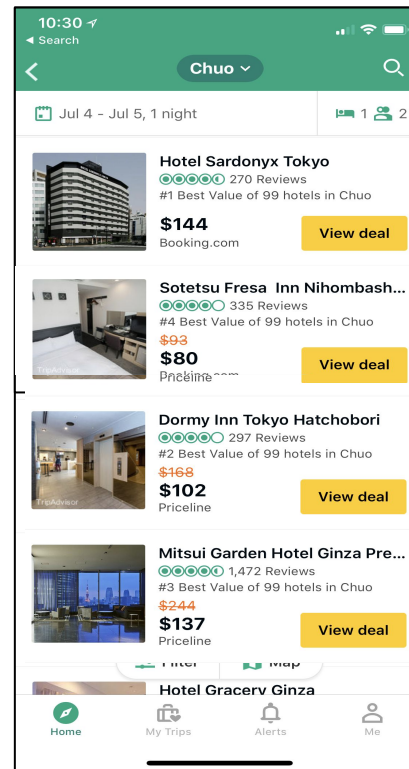 10:30
◀ Search
Chuo
Jul 4 - Jul 5, 1 night
1
2
Hotel Sardonyx Tokyo
270 Reviews
#1 Best Value of 99 hotels in Chuo
$144
Booking.com
View deal
Sotetsu Fresa Inn Nihombash...
335 Reviews
#4 Best Value of 99 hotels in Chuo
$93
$80
Priceline
View deal
TripAdvisor
Dormy Inn Tokyo Hatchobori
297 Reviews
#2 Best Value of 99 hotels in Chuo
$168
$102
Priceline
View deal
TripAdvisor
Mitsui Garden Hotel Ginza Pre...
1,472 Reviews
#3 Best Value of 99 hotels in Chuo
$244
$137
Priceline
View deal
Filter
Map
Hotel Gracery Ginza
Home
My Trips
Alerts
Me